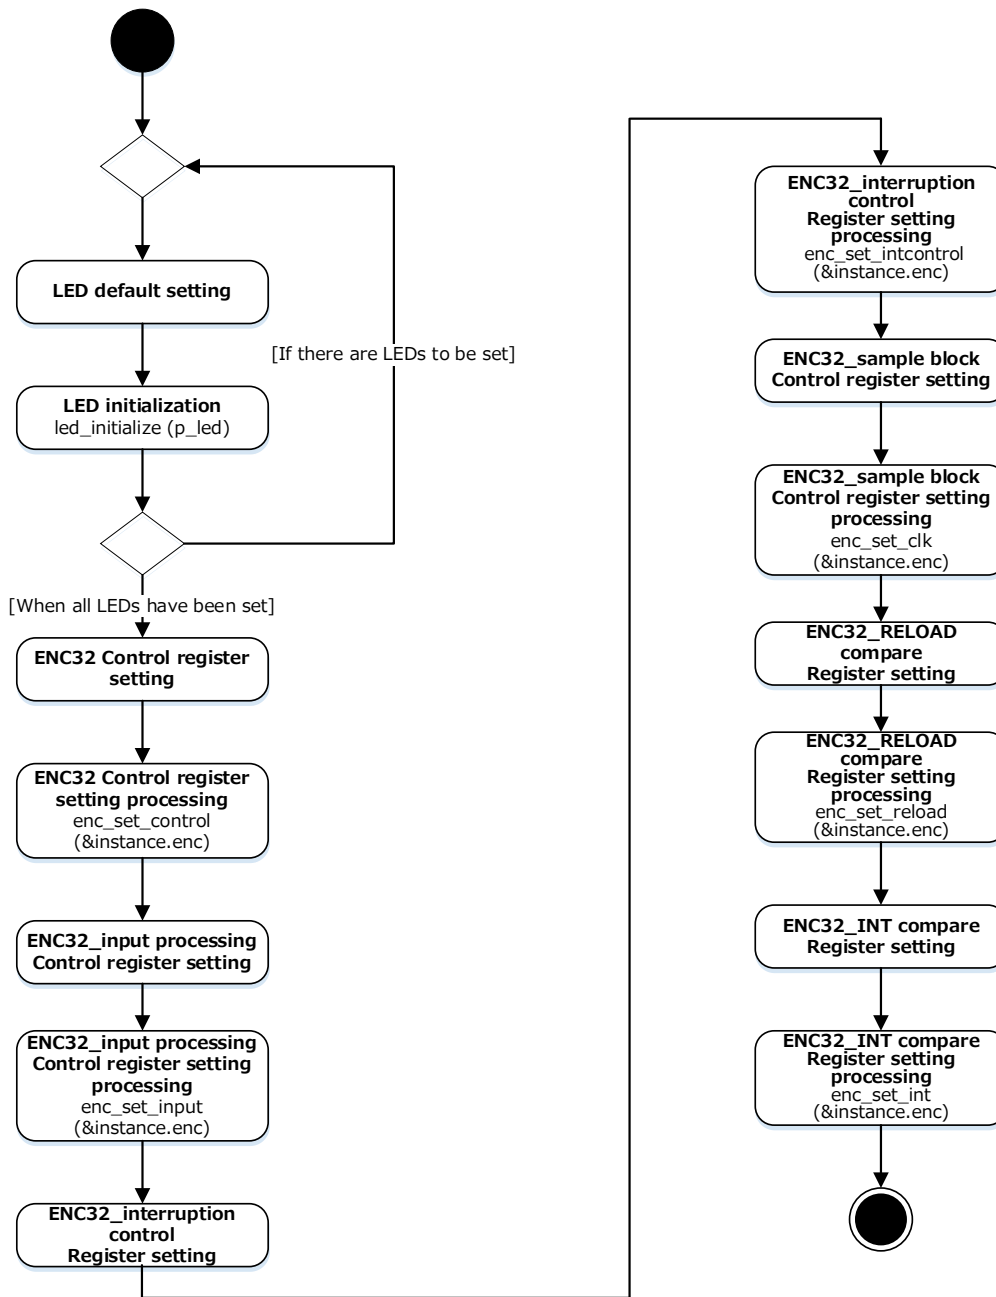 LED default setting
[If there are LEDs to be set]
LED initialization
led_initialize (p_led)
[When all LEDs have been set]
ENC32 Control register
setting
ENC32 Control register
setting processing
enc_set_control
(&instance.enc)
ENC32_input processing
Control register setting
ENC32_input processing
Control register setting
processing
enc_set_input
(&instance.enc)
ENC32_interruption
control
Register setting
ENC32_interruption
control
Register setting
processing
enc_set_intcontrol
(&instance.enc)
ENC32_sample block
Control register setting
ENC32_sample block
Control register setting
processing
enc_set_clk
(&instance.enc)
ENC32_RELOAD
compare
Register setting
ENC32_RELOAD
compare
Register setting
processing
enc_set_reload
(&instance.enc)
ENC32_INT compare
Register setting
ENC32_INT compare
Register setting
processing
enc_set_int
(&instance.enc)